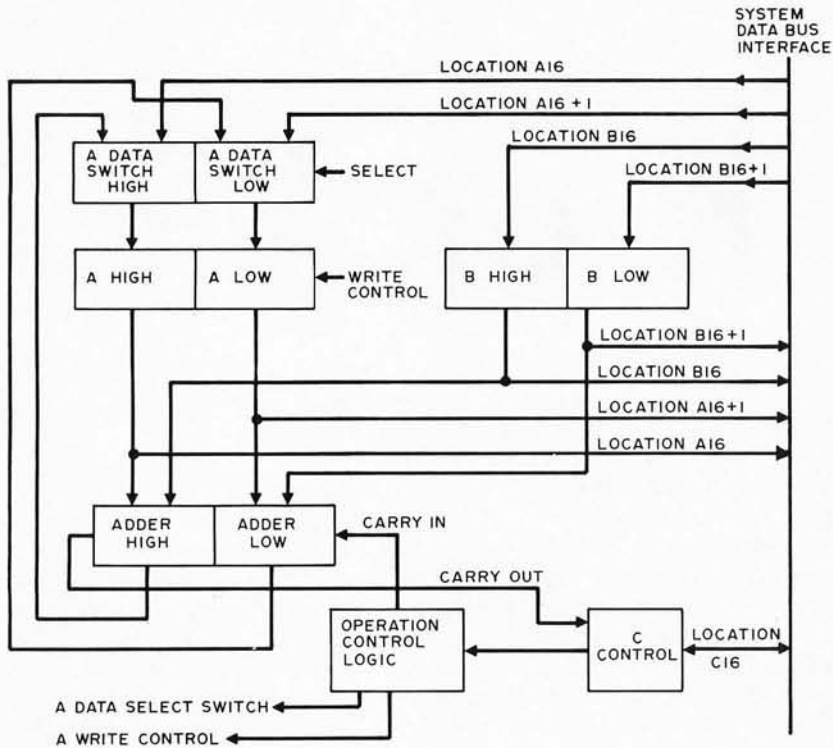 SYSTEM
DATA BUS
INTERFACE
LOCATION A16
LOCATION A16 +1
LOCATION B16
LOCATION B16+1
A DATA
SWITCH
HIGH
A DATA
SWITCH
LOW
SELECT
A HIGH
A LOW
WRITE
CONTROL
B HIGH
B LOW
LOCATION B16+1
LOCATION B16
LOCATION A16+1
LOCATION A16
ADDER
HIGH
ADDER
LOW
CARRY IN
CARRY OUT
OPERATION
CONTROL
LOGIC
C
CONTROL
LOCATION
C16
A DATA SELECT SWITCH
A WRITE CONTROL